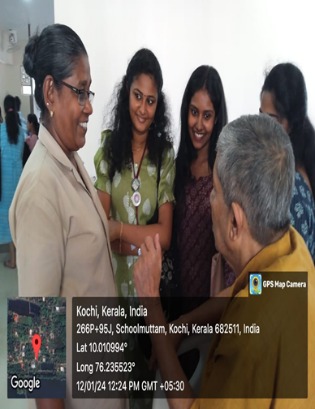 GPS Map Camera
Kochi, Kerala, India
266P+95J, Schoolmuttam, Kochi, Kerala 682511, India
Lat 10.010994°
Long 76.235523°
12/01/24 12:24 PM GMT +05:30
Google